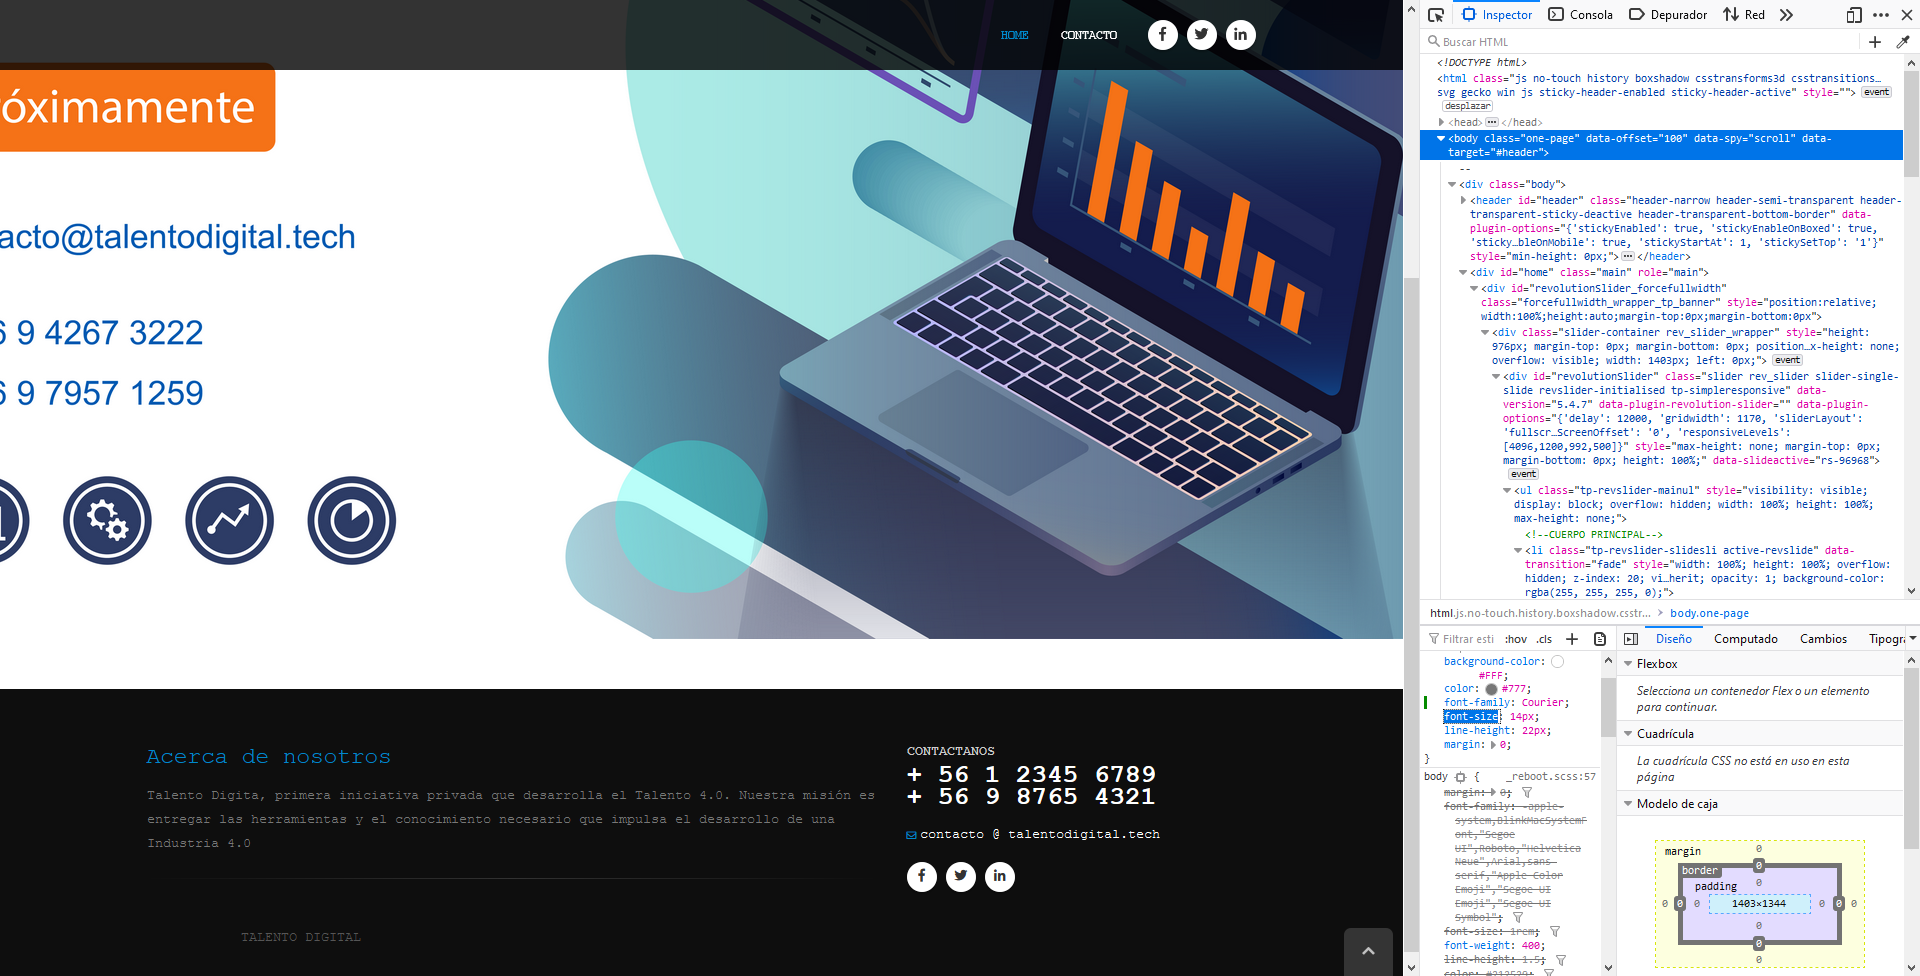 HOME
CONTACTO
róximamente
acto@talentodigital.tech
6 9 4267 3222
6 9 7957 1259
Acerca de nosotros
Talento Digita, primera iniciativa privada que desarrolla el Talento 4.0. Nuestra misión es
entregar las herramientas y el conocimiento necesario que impulsa el desarrollo de una
Industria 4.0
CONTACTANOS
+ 56 1 2345 6789
+ 56 9 8765 4321
contacto @ talentodigital.tech
TALENTO DIGITAL
Inspector
Consola
Depurador
Red
Buscar HTML
<!DOCTYPE html>
<html class="js no-touch history boxshadow csstransforms3d csstransitions…
svg gecko win js sticky-header-enabled sticky-header-active" style=""> event
desplazar
<head> ••• </head>
<body class="one-page" data-offset="100" data-spy="scroll" data-
target="#header">
--
<div class="body">
<header id="header" class="header-narrow header-semi-transparent header-
transparent-sticky-deactive header-transparent-bottom-border" data-
plugin-options="{'stickyEnabled': true, 'stickyEnableOnBoxed': true,
'sticky…bleOnMobile': true, 'stickyStartAt': 1, 'stickySetTop': '1'}"
style="min-height: 0px;"> ••• </header>
<div id="home" class="main" role="main">
<div id="revolutionSlider_forcefullwidth"
class="forcefullwidth_wrapper_tp_banner" style="position:relative;
width:100%;height:auto;margin-top:0px;margin-bottom:0px">
<div class="slider-container rev_slider_wrapper" style="height:
976px; margin-top: 0px; margin-bottom: 0px; position…x-height: none;
overflow: visible; width: 1403px; left: 0px;"> event
<div id="revolutionSlider" class="slider rev_slider slider-single-
slide revslider-initialised tp-simpleresponsive" data-
version="5.4.7" data-plugin-revolution-slider="" data-plugin-
options="{'delay': 12000, 'gridwidth': 1170, 'sliderLayout':
'fullscr…ScreenOffset': '0', 'responsiveLevels':
[4096,1200,992,500]}" style="max-height: none; margin-top: 0px;
margin-bottom: 0px; height: 100%;" data-slideactive="rs-96968">
event
<ul class="tp-revslider-mainul" style="visibility: visible;
display: block; overflow: hidden; width: 100%; height: 100%;
max-height: none;">
<!--CUERPO PRINCIPAL-->
<li class="tp-revslider-slidesli active-revslide" data-
transition="fade" style="width: 100%; height: 100%; overflow:
hidden; z-index: 20; vi…herit; opacity: 1; background-color:
rgba(255, 255, 255, 0);">
html.js.no-touch.history.boxshadow.csstr… > body.one-page
Filtrar esti
:hov .cls
Diseño
Computado
Cambios
Tipogra
background-color:
#FFF;
color: #777;
font-family: Courier;
font-size: 14px;
line-height: 22px;
margin: 0;
}
body { _reboot.scss:57
margin: 0;
font-family: -apple-
system,BlinkMacSystemF
ont,"Segoe
UI",Roboto,"Helvetica
Neue",Arial,sans-
serif,"Apple Color
Emoji","Segoe UI
Emoji","Segoe UI
Symbol";
font-size: 1rem;
font-weight: 400;
line-height: 1.5;
color: #212529;
Flexbox
Selecciona un contenedor Flex o un elemento
para continuar.
Cuadrícula
La cuadrícula CSS no está en uso en esta
página
Modelo de caja
margin
0
border
0
padding
0
0 0 0 1403×1344 0 0 0
0
0
0